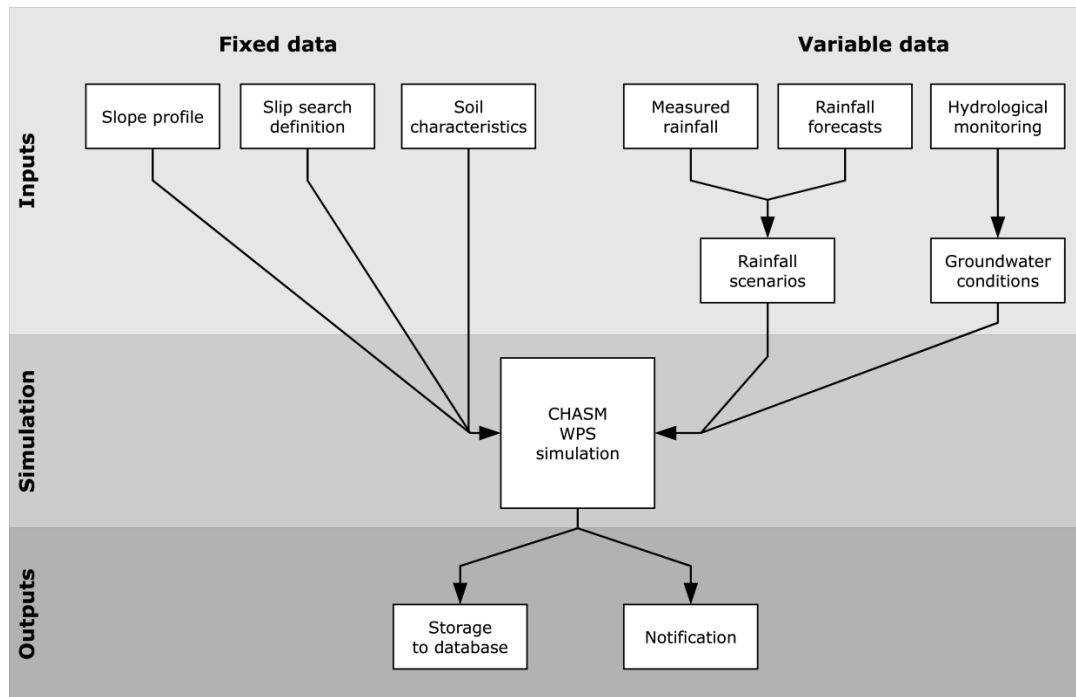 Fixed data
Variable data
Inputs
Slope profile
Slip search
definition
Soil
characteristics
Measured
rainfall
Rainfall
forecasts
Hydrological
monitoring
Rainfall
scenarios
Groundwater
conditions
Simulation
CHASM
WPS
simulation
Outputs
Storage
to database
Notification